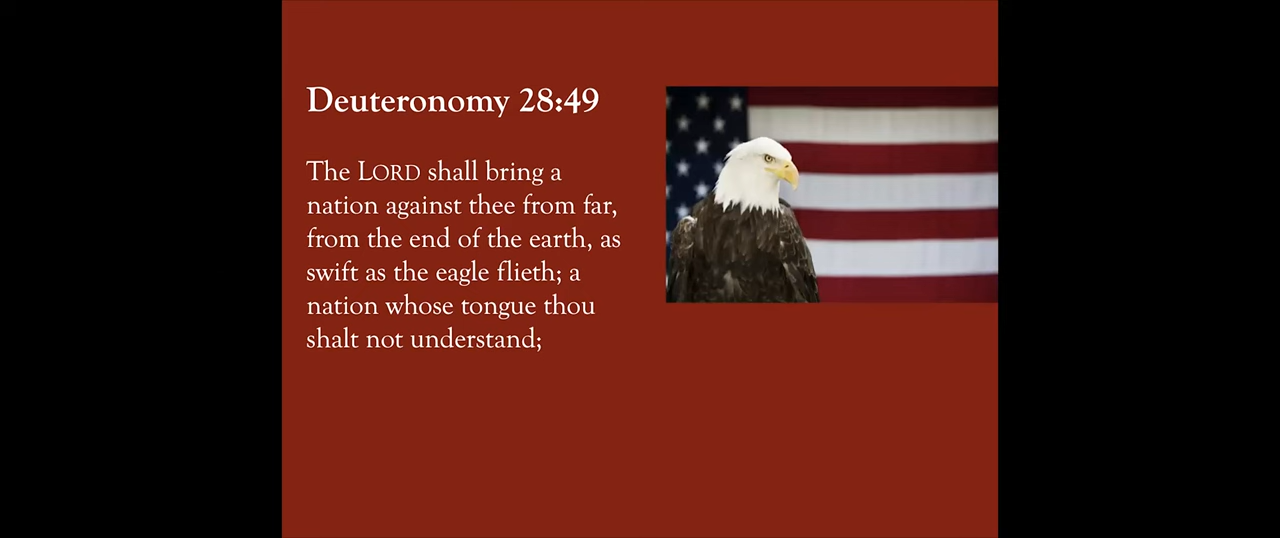 Deuteronomy 28:49
The LORD shall bring a
nation against thee from far,
from the end of the earth, as
swift as the eagle flieth; a
nation whose tongue thou
shalt not understand;